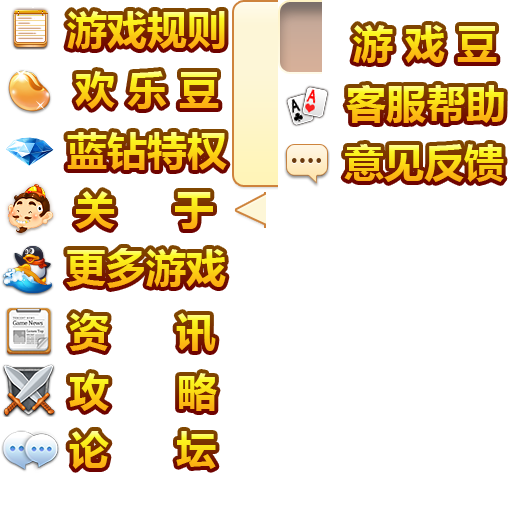 游戏规则
欢乐豆
蓝钻特权
关于
更多游戏
Game News
资讯
攻略
论坛
游戏豆
A A
客服帮助
意见反馈